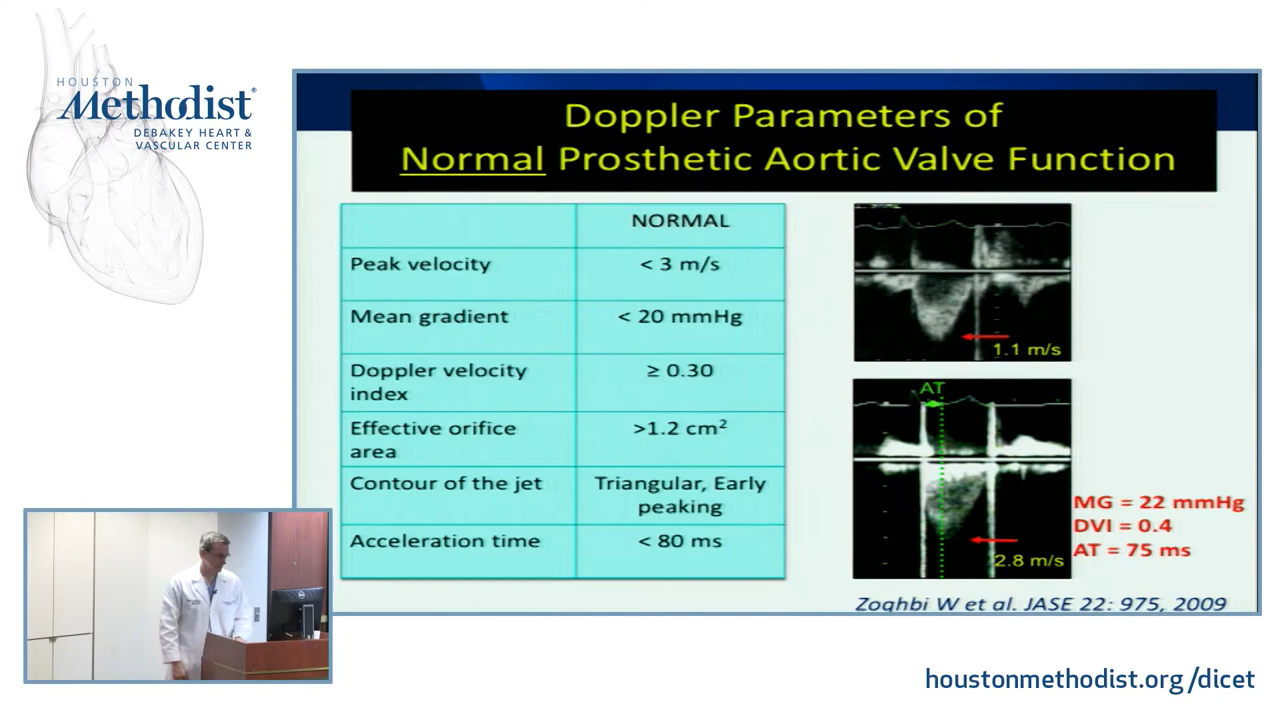 HOUSTON
Methodist®
DEBAKEY HEART &
VASCULAR CENTER
Doppler Parameters of
Normal Prosthetic Aortic Valve Function
NORMAL
Peak velocity
< 3 m/s
Mean gradient
< 20 mmHg
Doppler velocity
index
≥ 0.30
Effective orifice
area
>1.2 cm²
Contour of the jet
Triangular, Early
peaking
Acceleration time
< 80 ms
1.1 m/s
AT
2.8 m/s
MG = 22 mmHg
DVI = 0.4
AT = 75 ms
Zoghbi W et al. JASE 22: 975, 2009
houstonmethodist.org/dicet